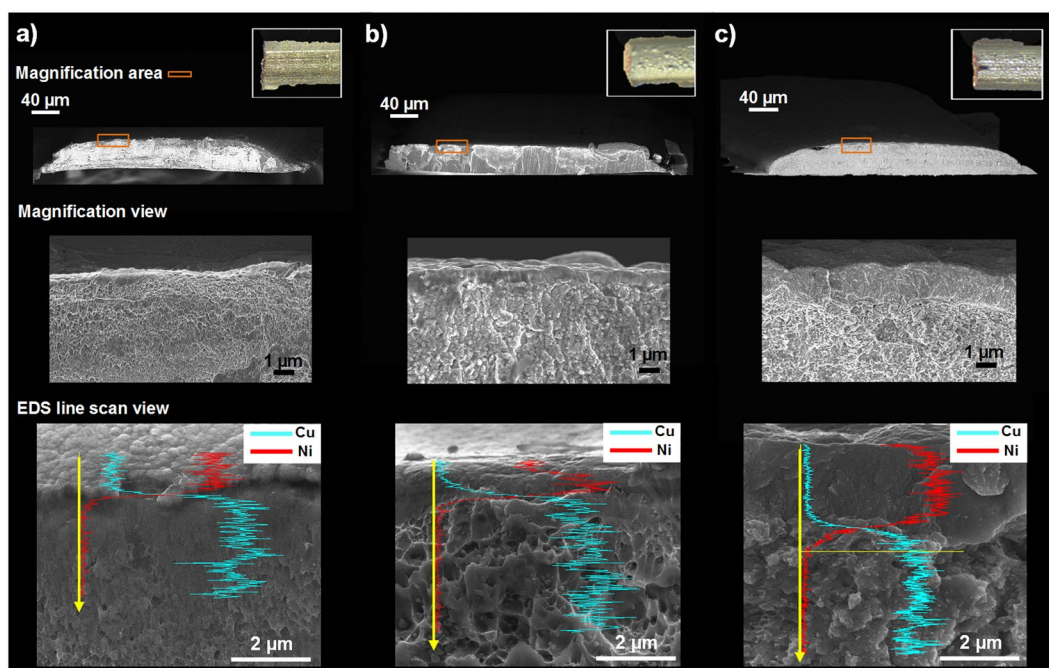 a)
b)
c)
Magnification area
40 µm
40 µm
40 µm
Magnification view
1 µm
1 µm
1 µm
EDS line scan view
Cu
Ni
Cu
Ni
Cu
Ni
2 µm
2 µm
2 µm